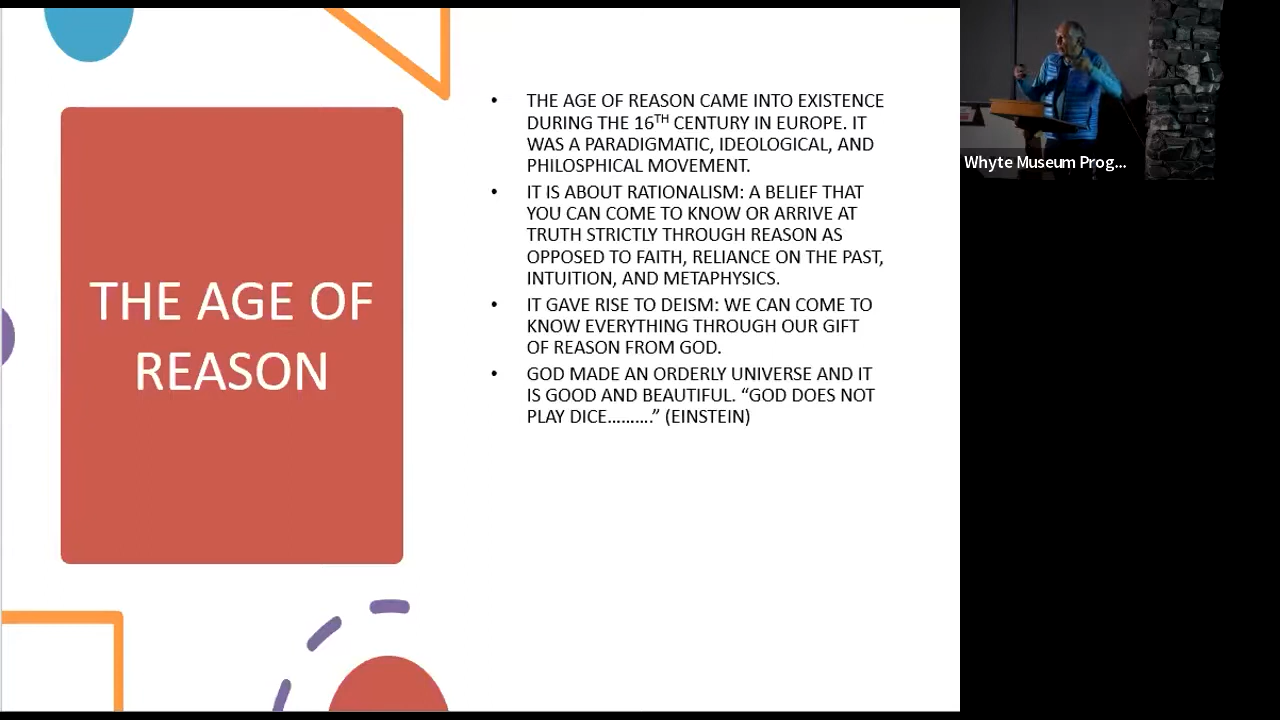 THE AGE OF
REASON
• THE AGE OF REASON CAME INTO EXISTENCE
DURING THE 16TH CENTURY IN EUROPE. IT
WAS A PARADIGMATIC, IDEOLOGICAL, AND
PHILSPHICAL MOVEMENT.
• IT IS ABOUT RATIONALISM: A BELIEF THAT
YOU CAN COME TO KNOW OR ARRIVE AT
TRUTH STRICTLY THROUGH REASON AS
OPPOSED TO FAITH, RELIANCE ON THE PAST,
INTUITION, AND METAPHYSICS.
• IT GAVE RISE TO DEISM: WE CAN COME TO
KNOW EVERYTHING THROUGH OUR GIFT
OF REASON FROM GOD.
• GOD MADE AN ORDERLY UNIVERSE AND IT
IS GOOD AND BEAUTIFUL. “GOD DOES NOT
PLAY DICE……….” (EINSTEIN)
Whyte Museum Prog...